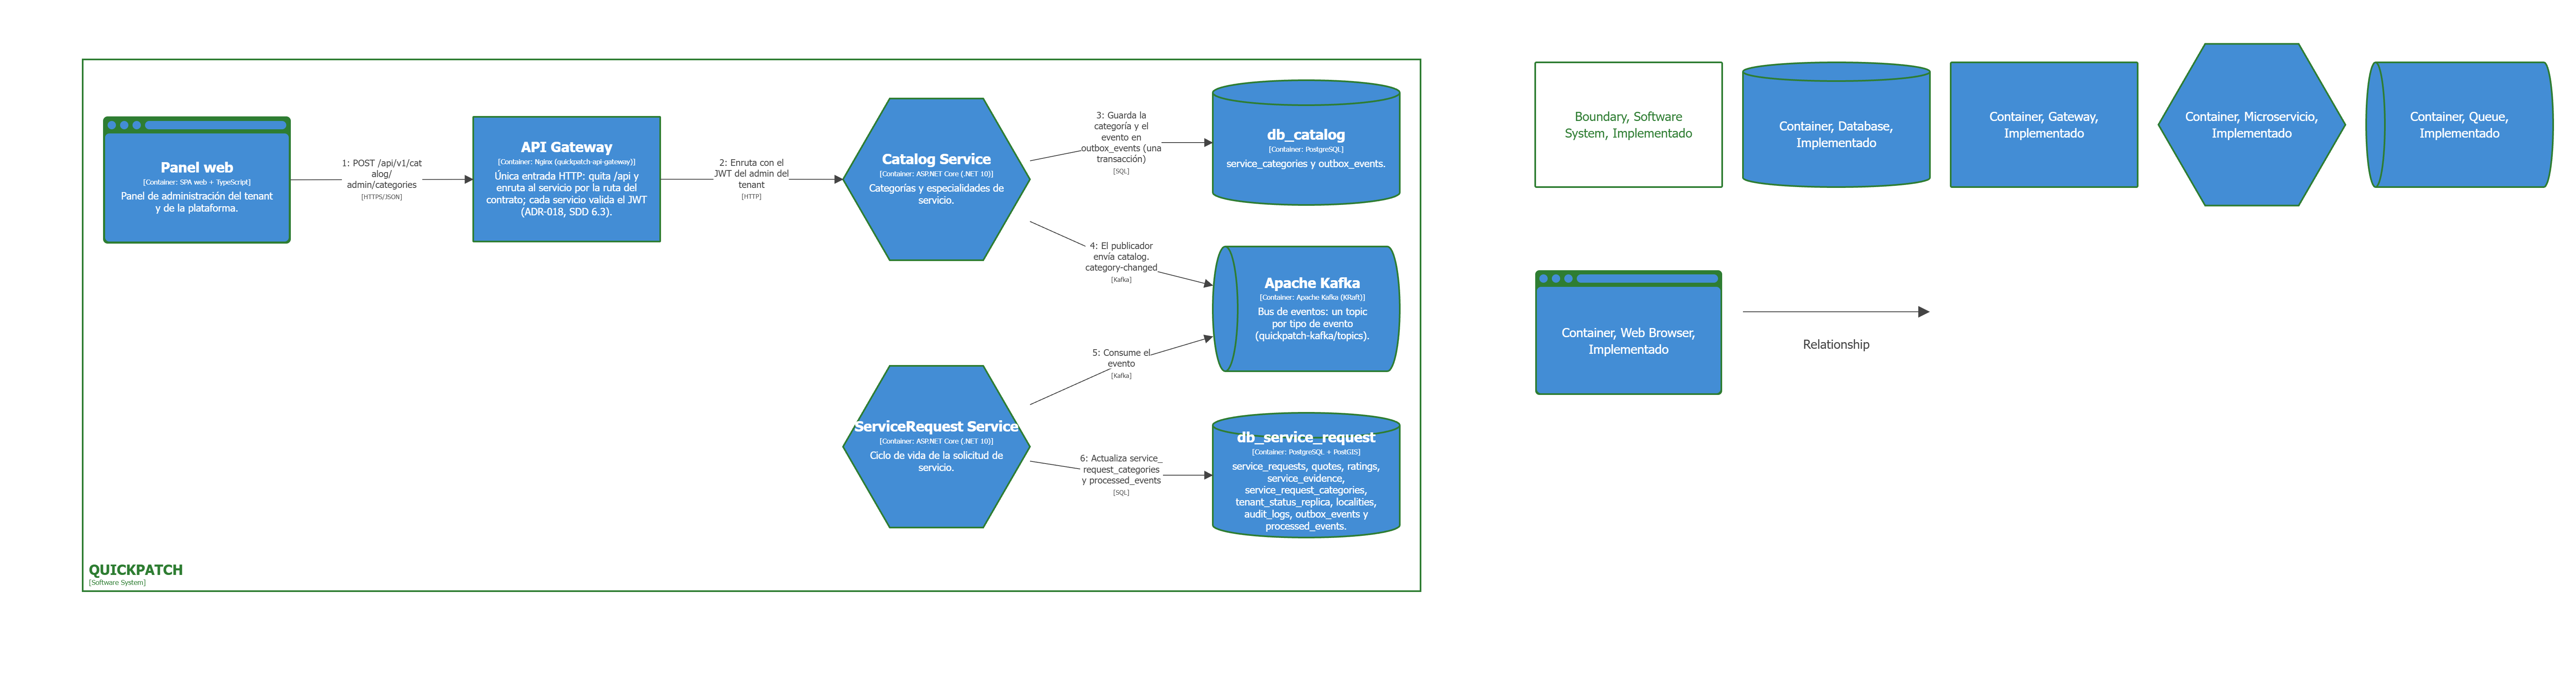 Panel web
[Container: SPA web + TypeScript]
Panel de administración del tenant
y de la plataforma.
1: POST /api/v1/cat
alog/
admin/categories
[HTTPS/JSON]
API Gateway
[Container: Nginx (quickpatch-api-gateway)]
Única entrada HTTP: quita /api y
enruta al servicio por la ruta del
contrato; cada servicio valida el JWT
(ADR-018, SDD 6.3).
2: Enruta con el
JWT del admin del
tenant
[HTTP]
Catalog Service
[Container: ASP.NET Core (.NET 10)]
Categorías y especialidades de
servicio.
3: Guarda la
categoría y el
evento en
outbox_events (una
transacción)
[SQL]
db_catalog
[Container: PostgreSQL]
service_categories y outbox_events.
4: El publicador
envía catalog.
category-changed
[Kafka]
Apache Kafka
[Container: Apache Kafka (KRaft)]
Bus de eventos: un topic
por tipo de evento
(quickpatch-kafka/topics).
5: Consume el
evento
[Kafka]
ServiceRequest Service
[Container: ASP.NET Core (.NET 10)]
Ciclo de vida de la solicitud de
servicio.
6: Actualiza service_
request_categories
y processed_events
[SQL]
db_service_request
[Container: PostgreSQL + PostGIS]
service_requests, quotes, ratings,
service_evidence,
service_request_categories,
tenant_status_replica, localities,
audit_logs, outbox_events y
processed_events.
QUICKPATCH
[Software System]
Boundary, Software
System, Implementado
Container, Database,
Implementado
Container, Gateway,
Implementado
Container, Microservicio,
Implementado
Container, Queue,
Implementado
Container, Web Browser,
Implementado
Relationship